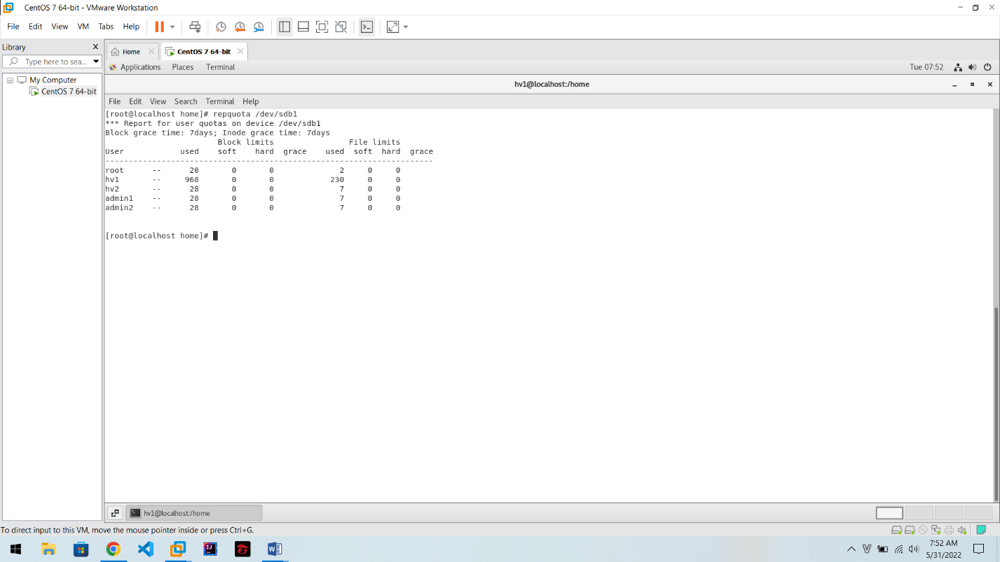 CentOS 7 64-bit - VMware Workstation
File Edit View VM Tabs Help
Library
Type here to sea...
My Computer
CentOS 7 64-bit
Home
CentOS 7 64-bit
Applications Places Terminal
Tue 07:52
hv1@localhost:/home
File Edit View Search Terminal Help
[root@localhost home]# repquota /dev/sdb1
*** Report for user quotas on device /dev/sdb1
Block grace time: 7days; Inode grace time: 7days
                        Block limits                File limits
User            used    soft    hard  grace    used  soft  hard  grace
----------------------------------------------------------------------
root      --      20       0       0              2     0     0
hv1       --     968       0       0            230     0     0
hv2       --      28       0       0              7     0     0
admin1    --      28       0       0              7     0     0
admin2    --      28       0       0              7     0     0
[root@localhost home]#
hv1@localhost:/home
To direct input to this VM, move the mouse pointer inside or press Ctrl+G.
7:52 AM
5/31/2022